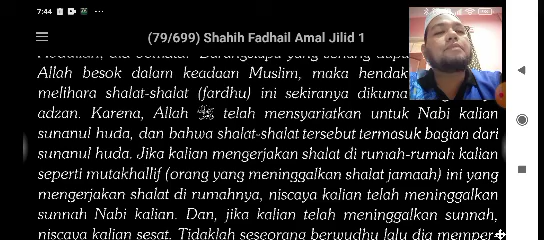 7:44
(79/699) Shahih Fadhail Amal Jilid 1
Allah besok dalam keadaan Muslim, maka hendak
melihara shalat-shalat (fardhu) ini sekiranya dikuma
adzan. Karena, Allah ﷻ telah mensyariatkan untuk Nabi kalian
sunanul huda, dan bahwa shalat-shalat tersebut termasuk bagian dari
sunanul huda. Jika kalian mengerjakan shalat di rumah-rumah kalian
seperti mutakhallif (orang yang meninggalkan shalat jamaah) ini yang
mengerjakan shalat di rumahnya, niscaya kalian telah meninggalkan
sunnah Nabi kalian. Dan, jika kalian telah meninggalkan sunnah,
niscaya kalian sesat. Tidaklah seseorang berwudhu lalu dia memper